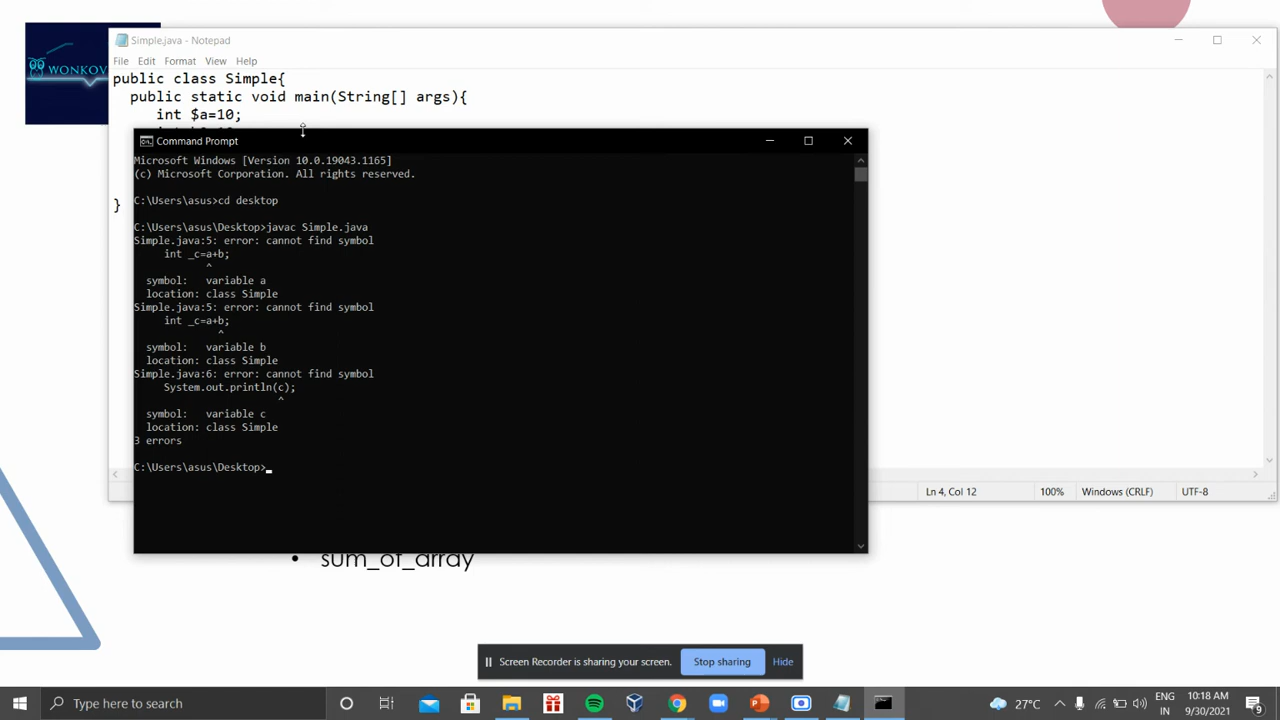 WONKOV
Simple.java - Notepad
File Edit Format View Help
public class Simple{
public static void main(String[] args){
int $a=10;
}
Command Prompt
Microsoft Windows [Version 10.0.19043.1165]
(c) Microsoft Corporation. All rights reserved.
C:\Users\asus>cd desktop
C:\Users\asus\Desktop>javac Simple.java
Simple.java:5: error: cannot find symbol
int _c=a+b;
^
symbol: variable a
location: class Simple
Simple.java:5: error: cannot find symbol
int _c=a+b;
^
symbol: variable b
location: class Simple
Simple.java:6: error: cannot find symbol
System.out.println(c);
^
symbol: variable c
location: class Simple
3 errors
C:\Users\asus\Desktop>
Ln 4, Col 12 100% Windows (CRLF) UTF-8
• sum_of_array
Screen Recorder is sharing your screen. Stop sharing Hide
Type here to search
27°C ENG IN 10:18 AM 9/30/2021 9